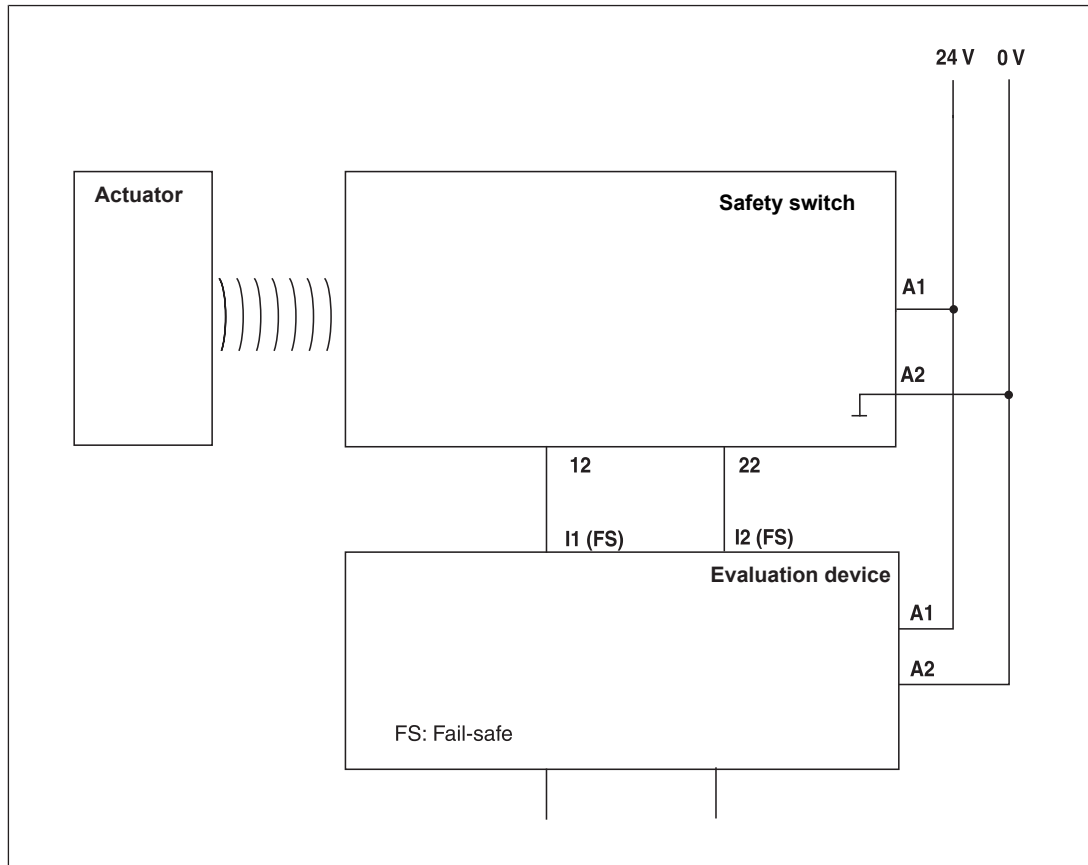 24 V 0 V
Actuator
Safety switch
A1
A2
12 22
I1 (FS) I2 (FS)
Evaluation device
A1
A2
FS: Fail-safe